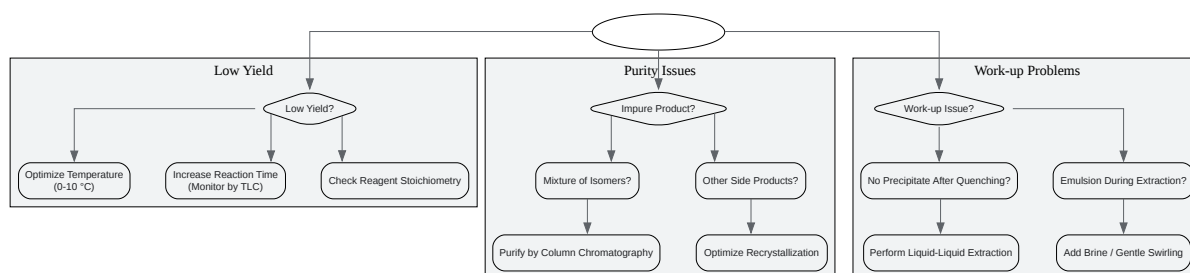 Low Yield
Purity Issues
Work-up Problems
Low Yield?
Impure Product?
Work-up Issue?
Optimize Temperature
(0-10 °C)
Increase Reaction Time
(Monitor by TLC)
Check Reagent Stoichiometry
Mixture of Isomers?
Other Side Products?
No Precipitate After Quenching?
Emulsion During Extraction?
Purify by Column Chromatography
Optimize Recrystallization
Perform Liquid-Liquid Extraction
Add Brine / Gentle Swirling